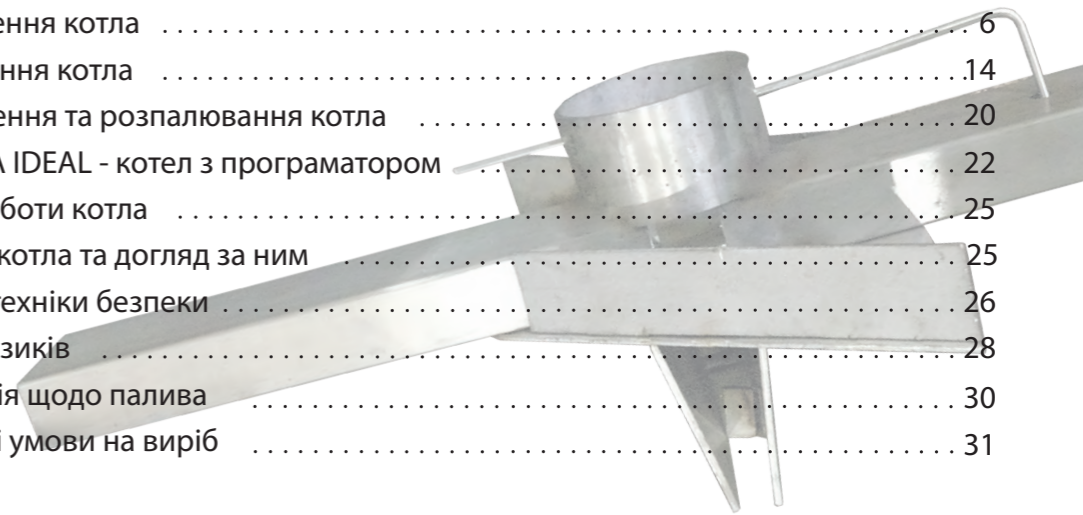 ення котла . . . . . . . . . . . . . . . . . . . . . . . . . . . . . . . . . . . . . . . . . . . . . . . . . . . . . . 6
ння котла . . . . . . . . . . . . . . . . . . . . . . . . . . . . . . . . . . . . . . . . . . . . . . . . . . . . . . 14
ення та розпалювання котла . . . . . . . . . . . . . . . . . . . . . . . . . . . . . . . . . . . . 20
A IDEAL - котел з програматором . . . . . . . . . . . . . . . . . . . . . . . . . . . . . . . . 22
боти котла . . . . . . . . . . . . . . . . . . . . . . . . . . . . . . . . . . . . . . . . . . . . . . . . . . . . . 25
котла та догляд за ним . . . . . . . . . . . . . . . . . . . . . . . . . . . . . . . . . . . . . . . . . 25
техніки безпеки . . . . . . . . . . . . . . . . . . . . . . . . . . . . . . . . . . . . . . . . . . . . . . . . . 26
зиків . . . . . . . . . . . . . . . . . . . . . . . . . . . . . . . . . . . . . . . . . . . . . . . . . . . . . . . . . . 28
ія щодо палива . . . . . . . . . . . . . . . . . . . . . . . . . . . . . . . . . . . . . . . . . . . . . . . 30
і умови на виріб . . . . . . . . . . . . . . . . . . . . . . . . . . . . . . . . . . . . . . . . . . . . . . . 31